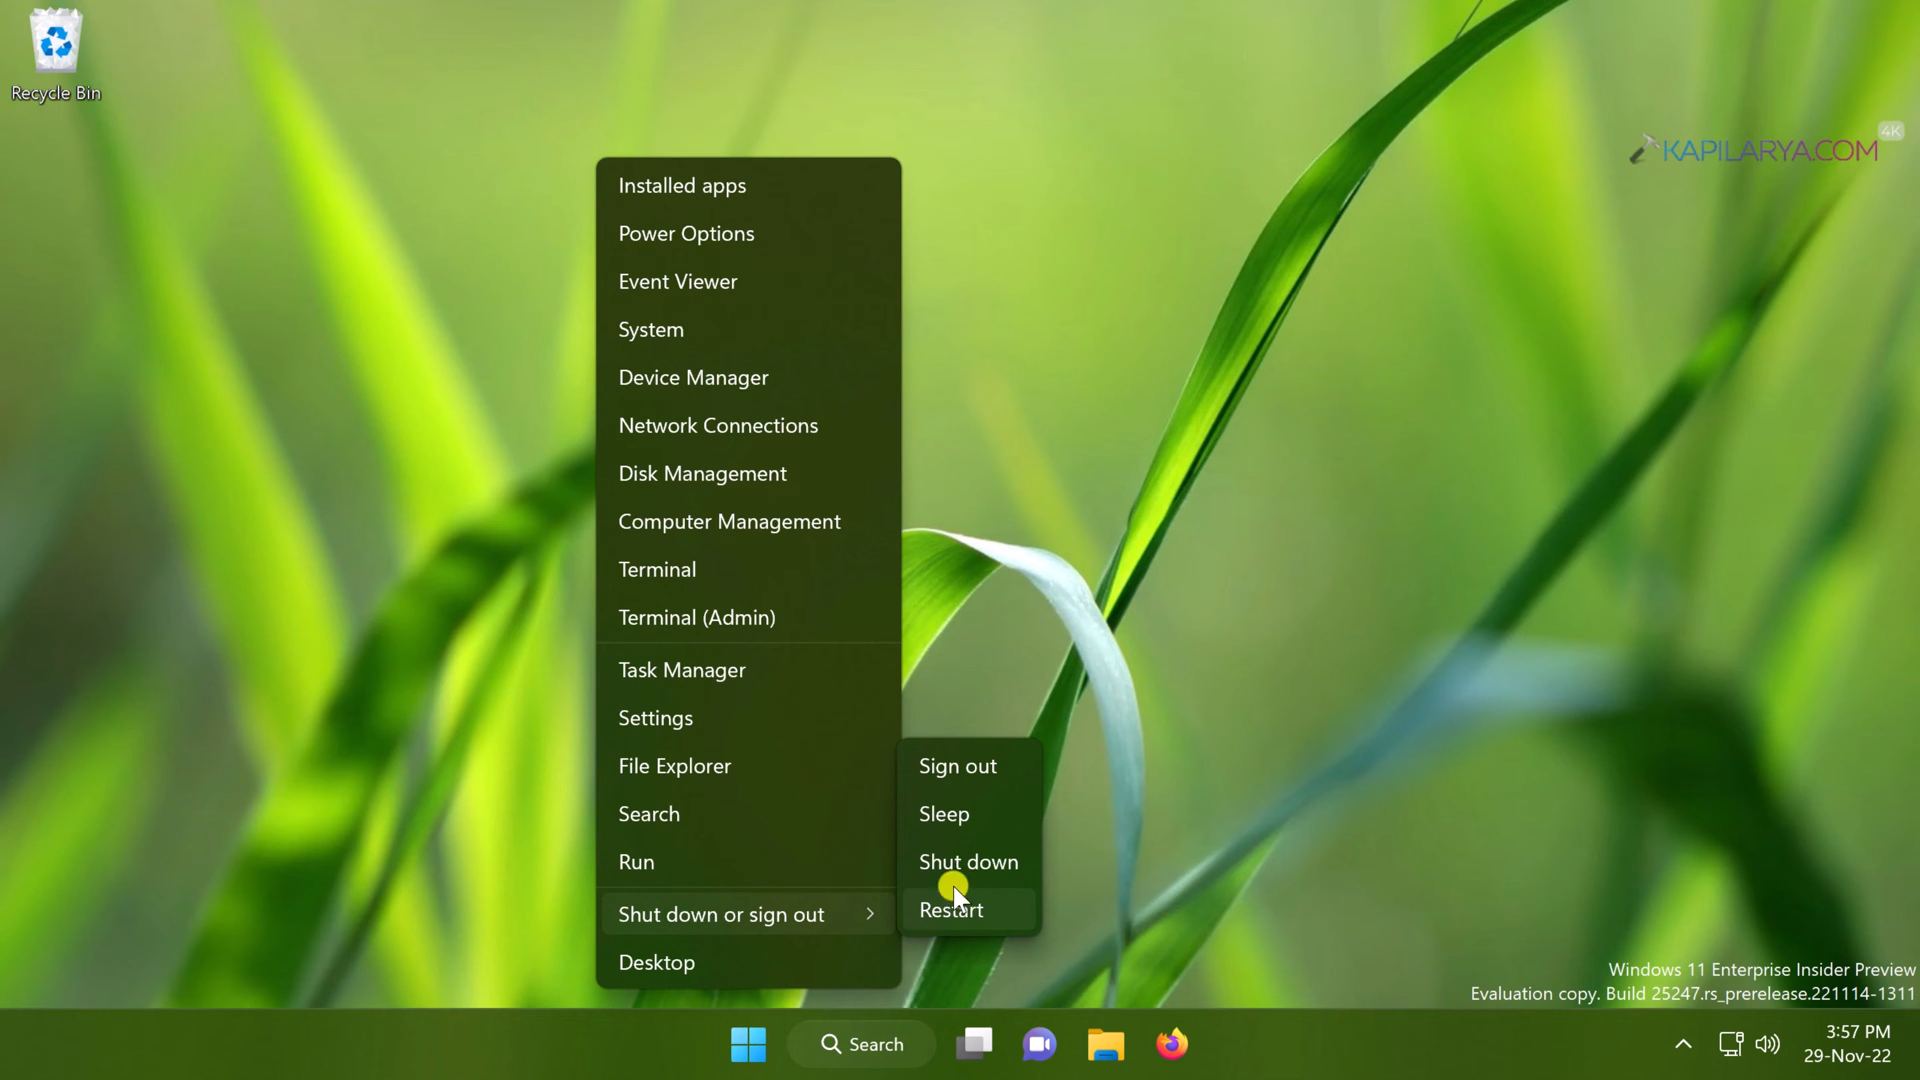 Recycle Bin
4K
KAPILARYA.COM
Installed apps
Power Options
Event Viewer
System
Device Manager
Network Connections
Disk Management
Computer Management
Terminal
Terminal (Admin)
Task Manager
Settings
File Explorer
Search
Run
Shut down or sign out
Desktop
Sign out
Sleep
Shut down
Restart
Windows 11 Enterprise Insider Preview
Evaluation copy. Build 25247.rs_prerelease.221114-1311
Search
3:57 PM
29-Nov-22